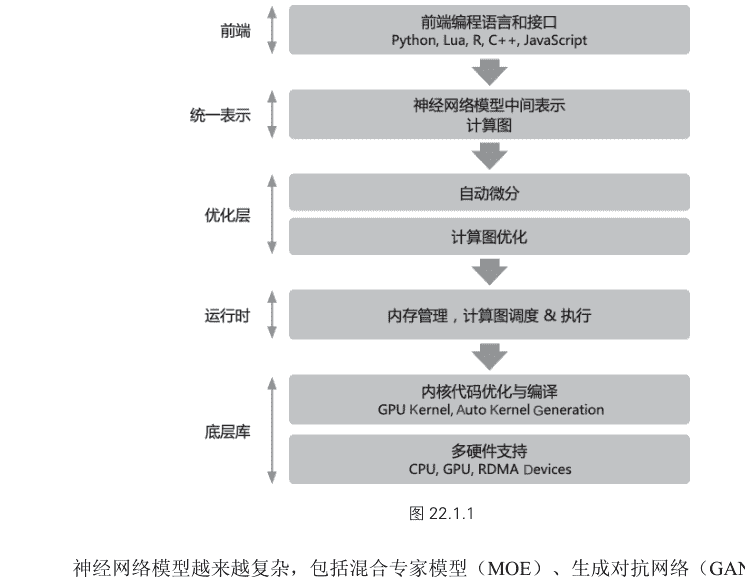 前端
前端编程语言和接口
Python, Lua, R, C++, JavaScript
统一表示
神经网络模型中间表示
计算图
优化层
自动微分
计算图优化
运行时
内存管理，计算图调度 & 执行
底层库
内核代码优化与编译
GPU Kernel, Auto Kernel Generation
多硬件支持
CPU, GPU, RDMA Devices
图 22.1.1
神经网络模型越来越复杂，包括混合专家模型（MOE）、生成对抗网络（GAN